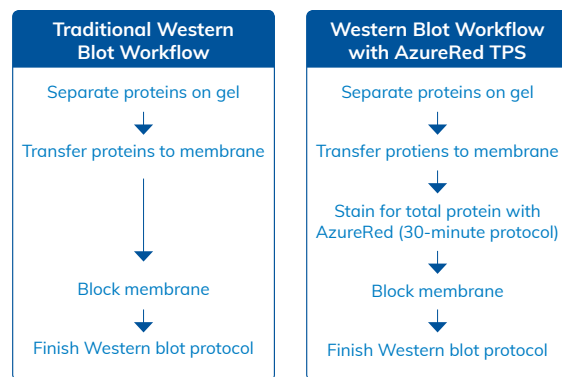 Traditional Western
Blot Workflow
Separate proteins on gel
Transfer proteins to membrane
Block membrane
Finish Western blot protocol
Western Blot Workflow
with AzureRed TPS
Separate proteins on gel
Transfer protiens to membrane
Stain for total protein with
AzureRed (30-minute protocol)
Block membrane
Finish Western blot protocol